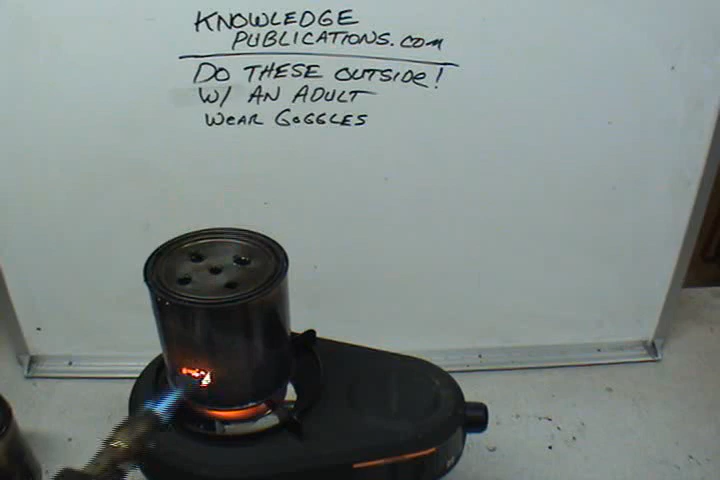 KNOWLEDGE
PUBLICATIONS.COM
DO THESE OUTSIDE!
W/ AN ADULT
WEAR GOGGLES